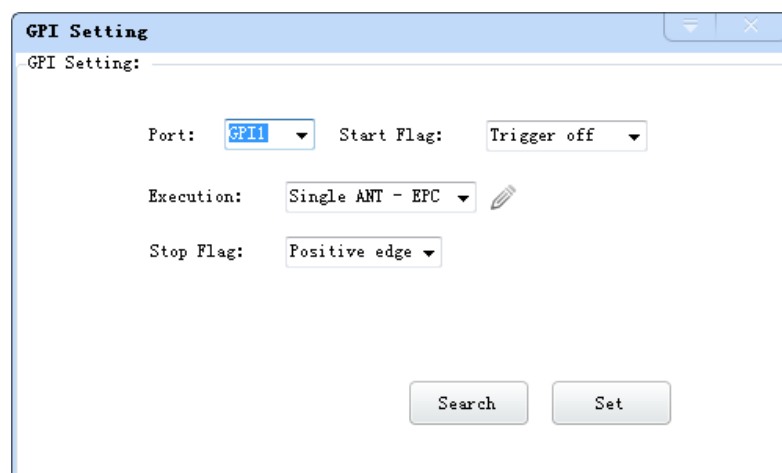 GPI Setting
GPI Setting:
Port: GPI1 Start Flag: Trigger off
Execution: Single ANT - EPC
Stop Flag: Positive edge
Search Set